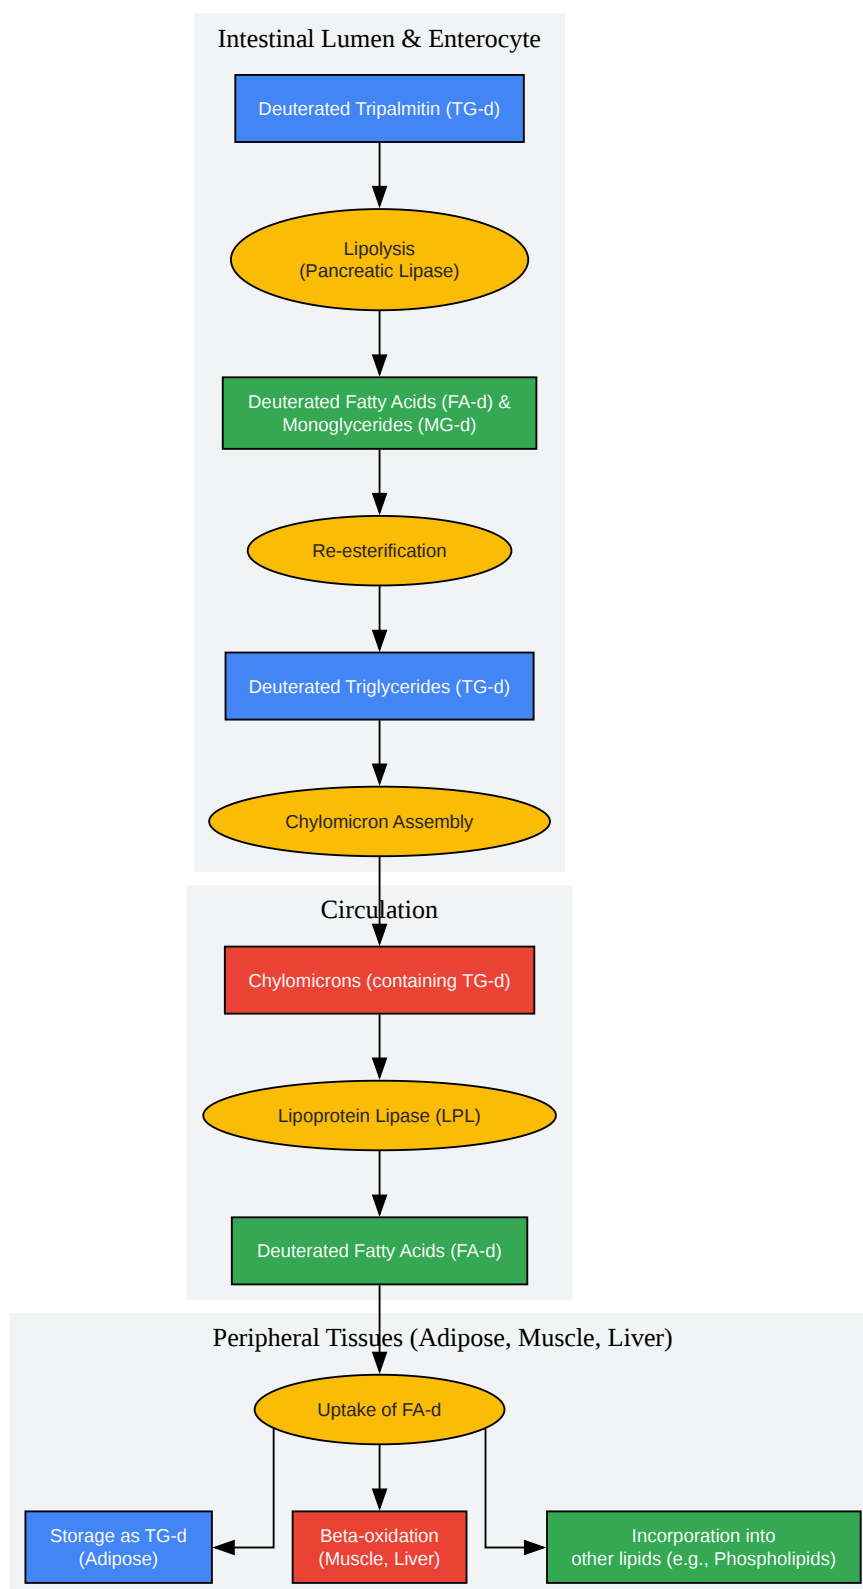 Intestinal Lumen & Enterocyte
Deuterated Tripalmitin (TG-d)
Lipolysis
(Pancreatic Lipase)
Deuterated Fatty Acids (FA-d) &
Monoglycerides (MG-d)
Re-esterification
Deuterated Triglycerides (TG-d)
Chylomicron Assembly
Circulation
Chylomicrons (containing TG-d)
Lipoprotein Lipase (LPL)
Deuterated Fatty Acids (FA-d)
Peripheral Tissues (Adipose, Muscle, Liver)
Uptake of FA-d
Storage as TG-d
(Adipose)
Beta-oxidation
(Muscle, Liver)
Incorporation into
other lipids (e.g., Phospholipids)